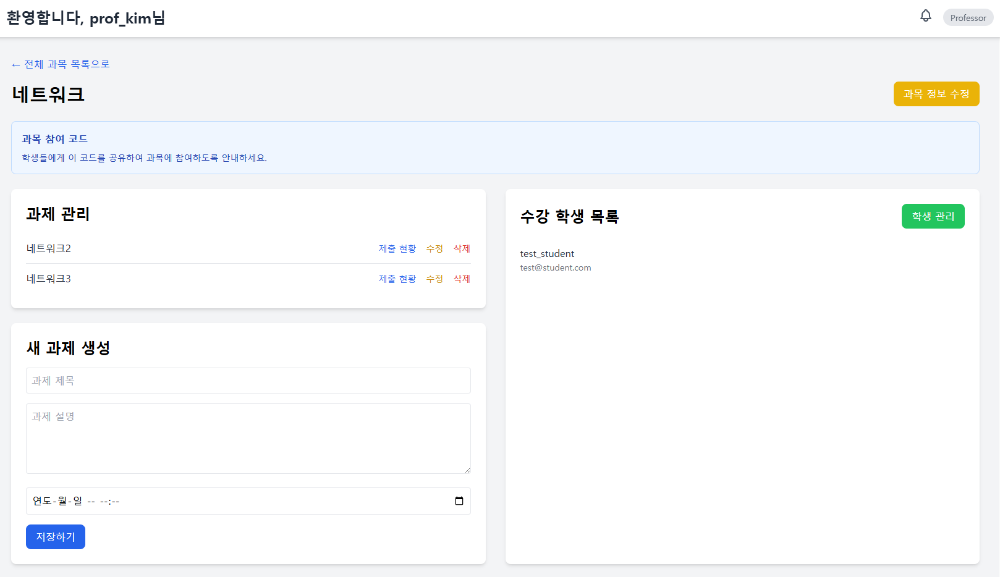 환영합니다, prof_kim님
Professor
← 전체 과목 목록으로
네트워크
과목 정보 수정
과목 참여 코드
학생들에게 이 코드를 공유하여 과목에 참여하도록 안내하세요.
과제 관리
네트워크2 제출 현황 수정 삭제
네트워크3 제출 현황 수정 삭제
새 과제 생성
과제 제목
과제 설명
연도-월-일 -- --:--
저장하기
수강 학생 목록
학생 관리
test_student
test@student.com